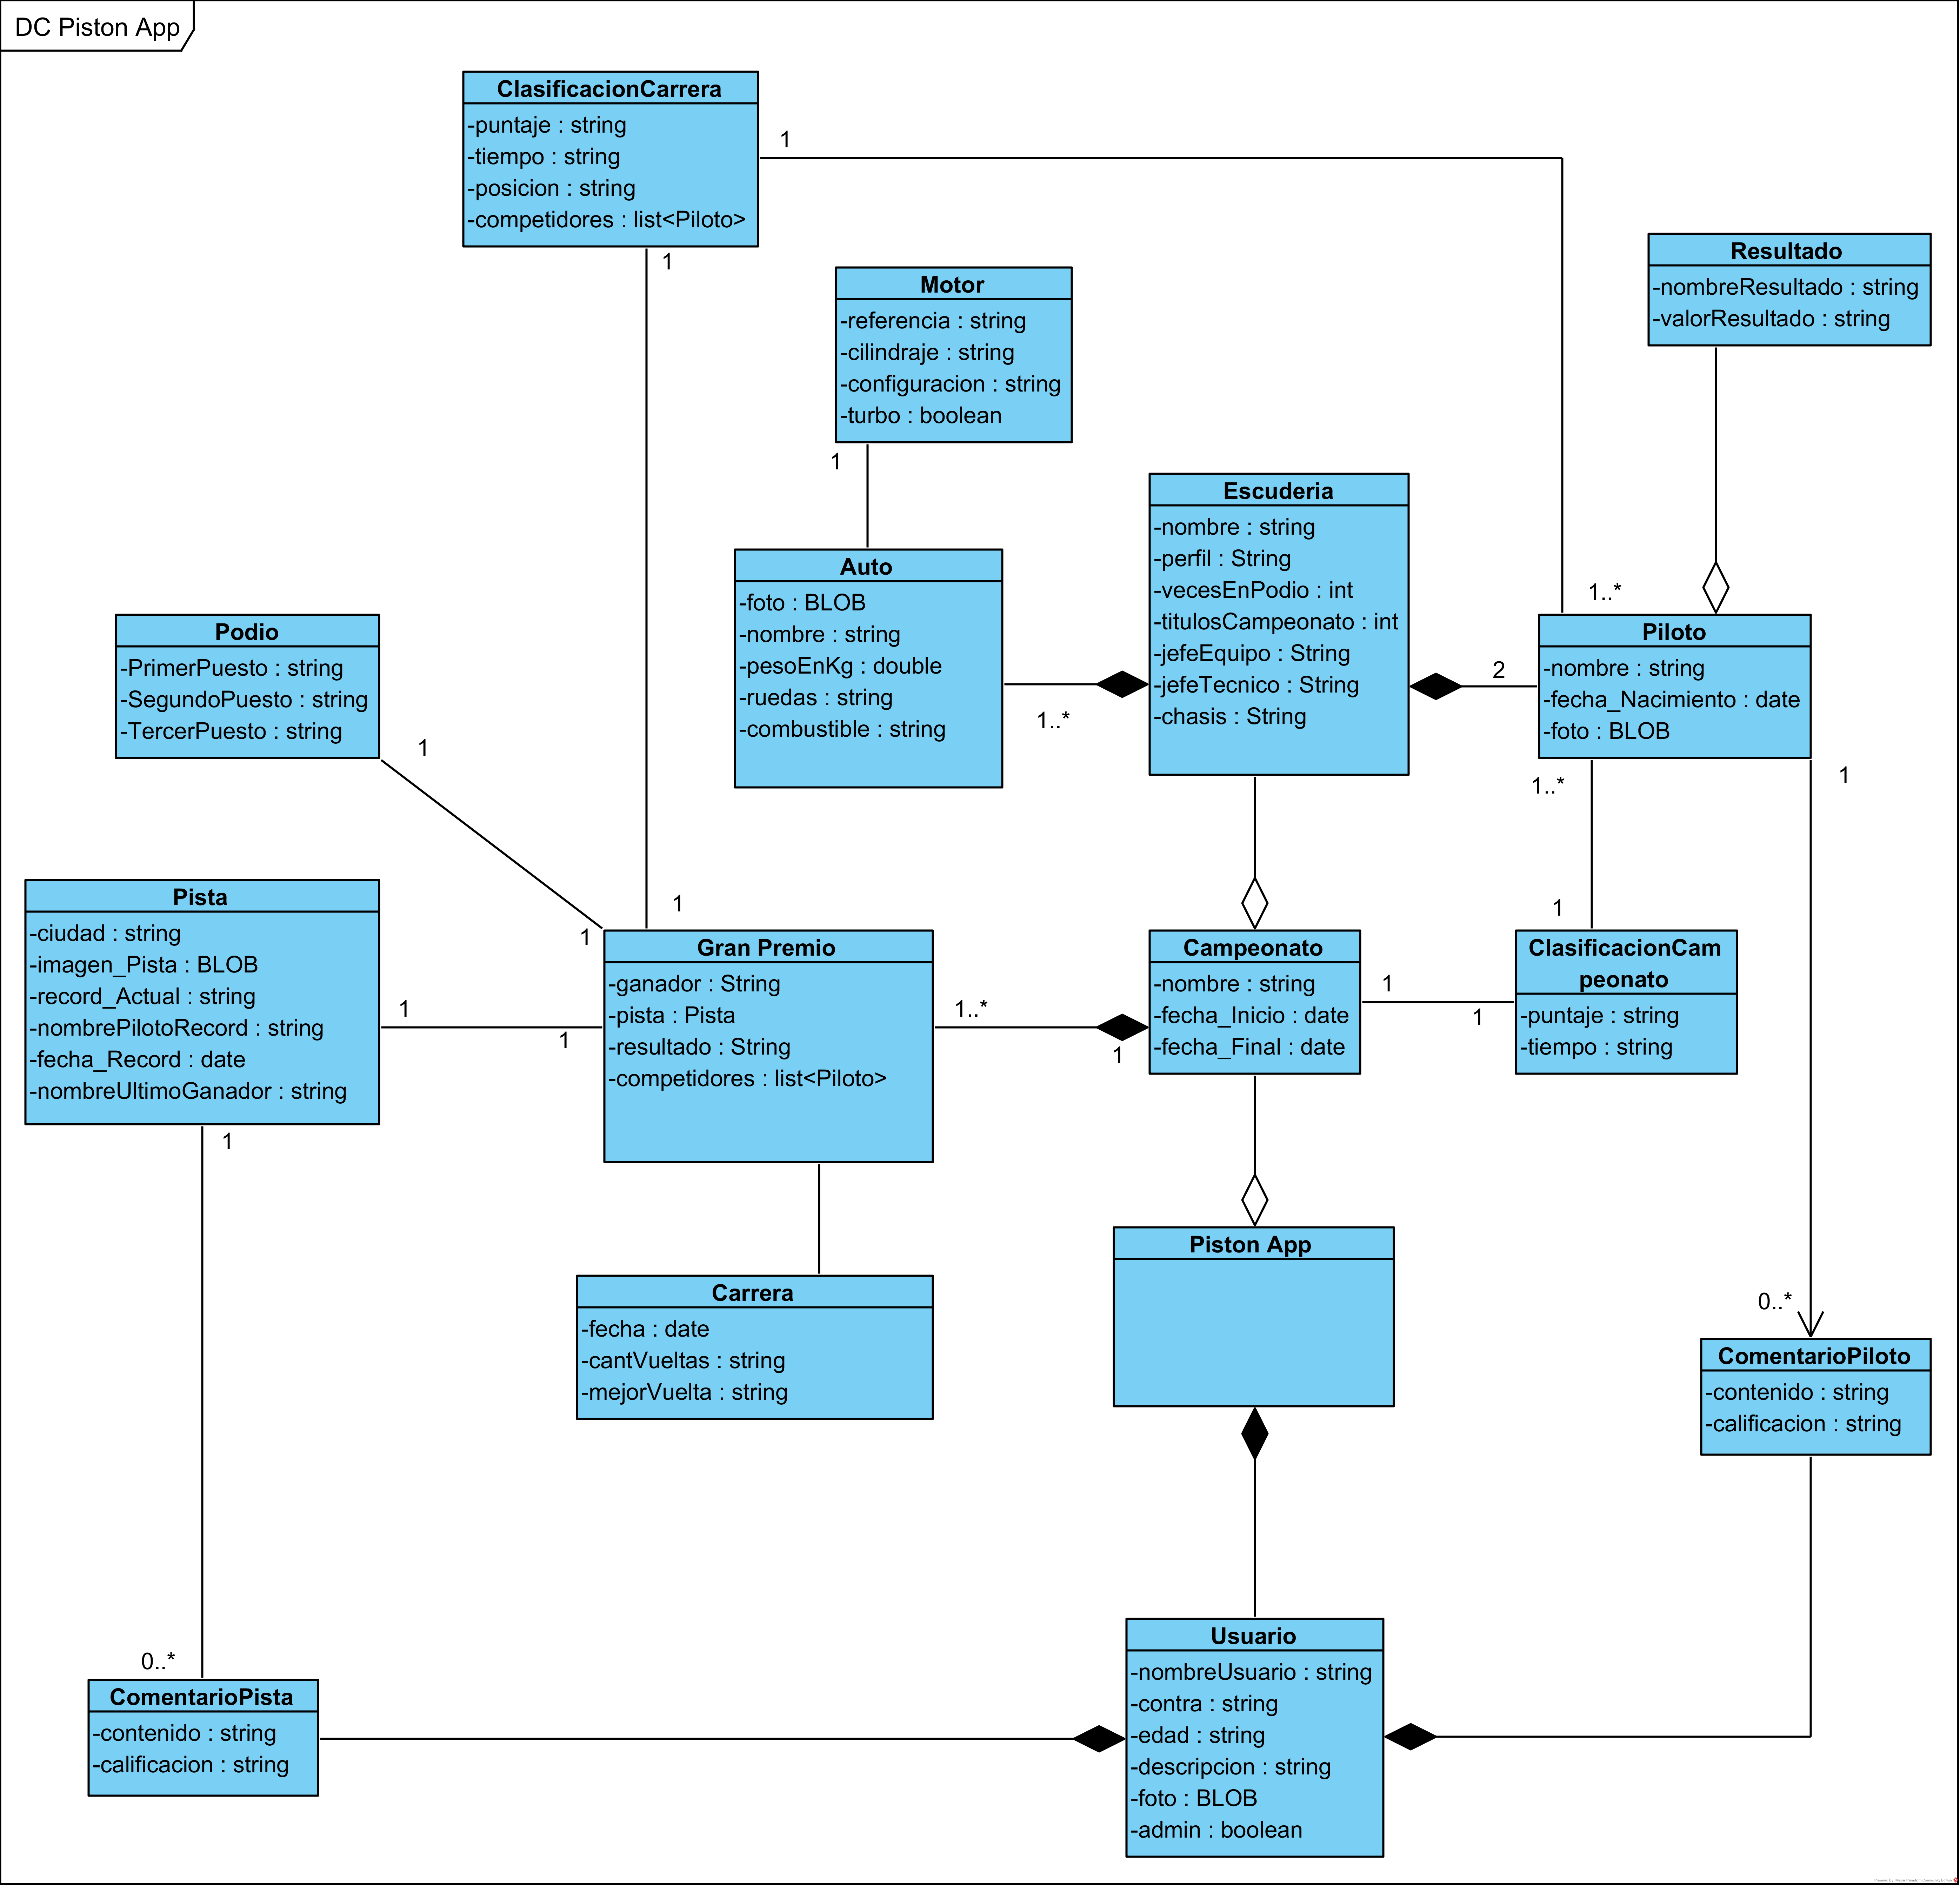 DC Piston App
ClasificacionCarrera
-puntaje : string
-tiempo : string
-posicion : string
-competidores : list<Piloto>
1
1
Resultado
-nombreResultado : string
-valorResultado : string
Motor
-referencia : string
-cilindraje : string
-configuracion : string
-turbo : boolean
1
Escuderia
-nombre : string
-perfil : String
-vecesEnPodio : int
-titulosCampeonato : int
-jefeEquipo : String
-jefeTecnico : String
-chasis : String
Auto
-foto : BLOB
-nombre : string
-pesoEnKg : double
-ruedas : string
-combustible : string
1..*
2
1..*
Piloto
-nombre : string
-fecha_Nacimiento : date
-foto : BLOB
1..*
1
Podio
-PrimerPuesto : string
-SegundoPuesto : string
-TercerPuesto : string
1
1
1
Pista
-ciudad : string
-imagen_Pista : BLOB
-record_Actual : string
-nombrePilotoRecord : string
-fecha_Record : date
-nombreUltimoGanador : string
1
1
1
Gran Premio
-ganador : String
-pista : Pista
-resultado : String
-competidores : list<Piloto>
1..*
1
Campeonato
-nombre : string
-fecha_Inicio : date
-fecha_Final : date
1
1
1
ClasificacionCam
peonato
-puntaje : string
-tiempo : string
Carrera
-fecha : date
-cantVueltas : string
-mejorVuelta : string
Piston App
0..*
ComentarioPiloto
-contenido : string
-calificacion : string
0..*
ComentarioPista
-contenido : string
-calificacion : string
Usuario
-nombreUsuario : string
-contra : string
-edad : string
-descripcion : string
-foto : BLOB
-admin : boolean